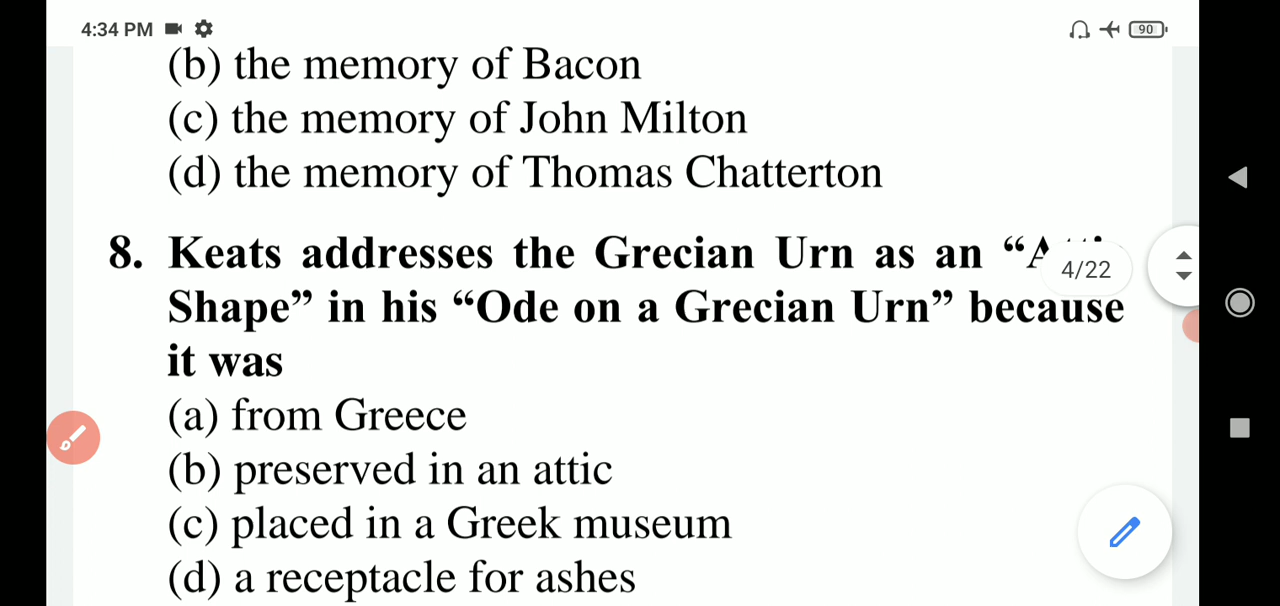 4:34 PM
90
(b) the memory of Bacon
(c) the memory of John Milton
(d) the memory of Thomas Chatterton
8. Keats addresses the Grecian Urn as an
4/22
Shape” in his “Ode on a Grecian Urn” because
it was
(a) from Greece
(b) preserved in an attic
(c) placed in a Greek museum
(d) a receptacle for ashes